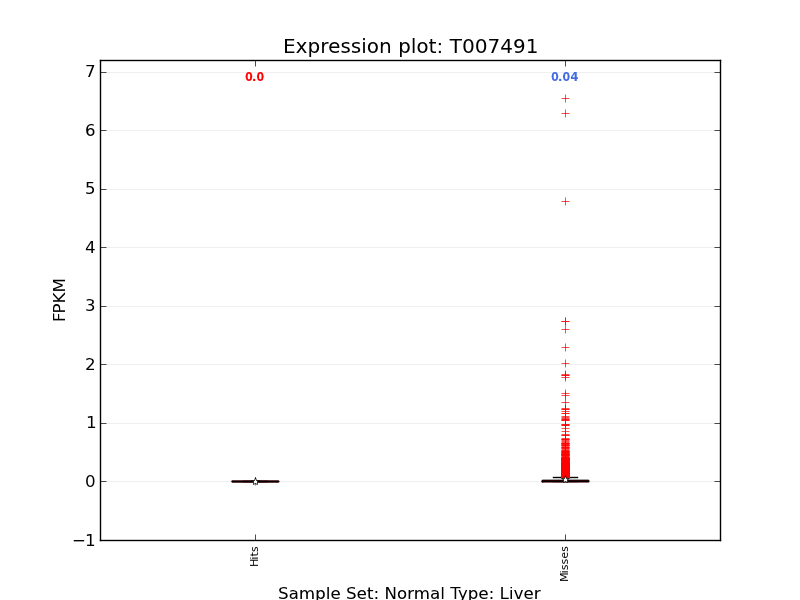 Expression plot: T007491
0.0
0.04
7
6
5
4
3
2
1
0
−1
FPKM
Hits
Misses
Sample Set: Normal Type: Liver